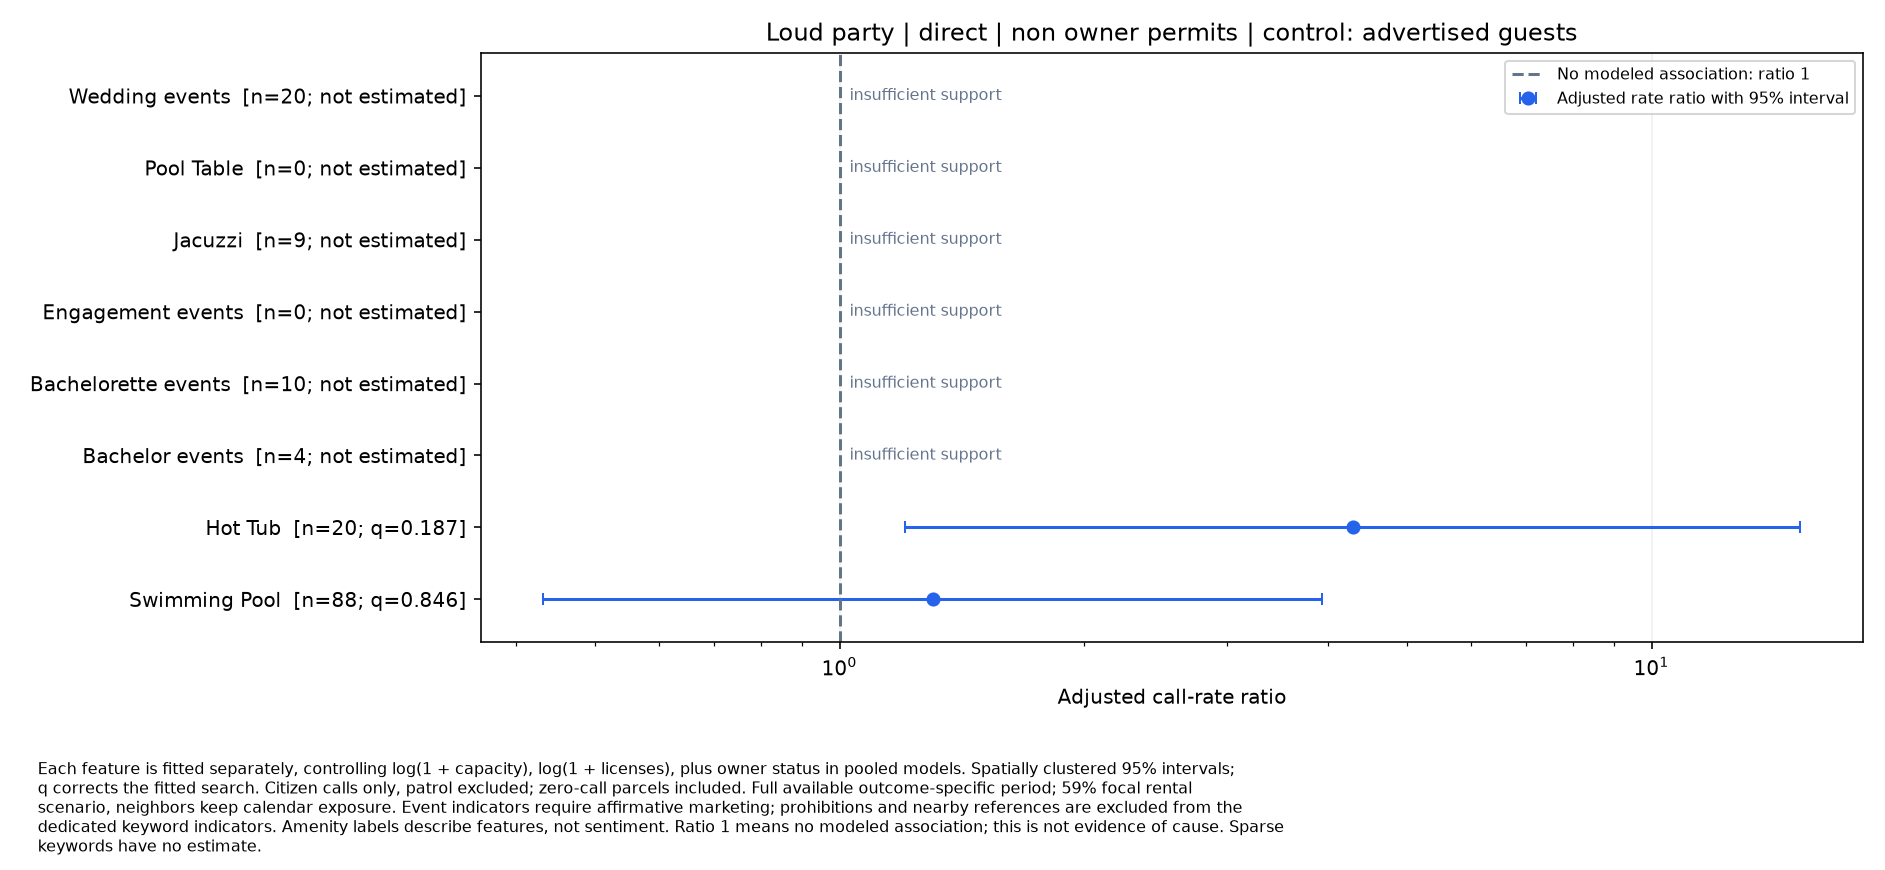 Loud party | direct | non owner permits | control: advertised guests
No modeled association: ratio 1
Adjusted rate ratio with 95% interval
Wedding events [n=20; not estimated]
insufficient support
Pool Table [n=0; not estimated]
insufficient support
Jacuzzi [n=9; not estimated]
insufficient support
Engagement events [n=0; not estimated]
insufficient support
Bachelorette events [n=10; not estimated]
insufficient support
Bachelor events [n=4; not estimated]
insufficient support
Hot Tub [n=20; q=0.187]
Swimming Pool [n=88; q=0.846]
10⁰
10¹
Adjusted call-rate ratio
Each feature is fitted separately, controlling log(1 + capacity), log(1 + licenses), plus owner status in pooled models. Spatially clustered 95% intervals;
q corrects the fitted search. Citizen calls only, patrol excluded; zero-call parcels included. Full available outcome-specific period; 59% focal rental
scenario, neighbors keep calendar exposure. Event indicators require affirmative marketing; prohibitions and nearby references are excluded from the
dedicated keyword indicators. Amenity labels describe features, not sentiment. Ratio 1 means no modeled association; this is not evidence of cause. Sparse
keywords have no estimate.